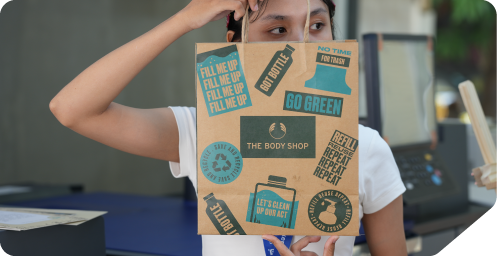 FILL ME UP
FILL ME UP
FILL ME UP
FILL ME UP
GOT BOTTLE
NO TIME
FOR TRASH
GO GREEN
THE BODY SHOP
REFILL
REPEAT
REPEAT
REPEAT
LET'S CLEAN
UP OUR ACT
BOTTLE